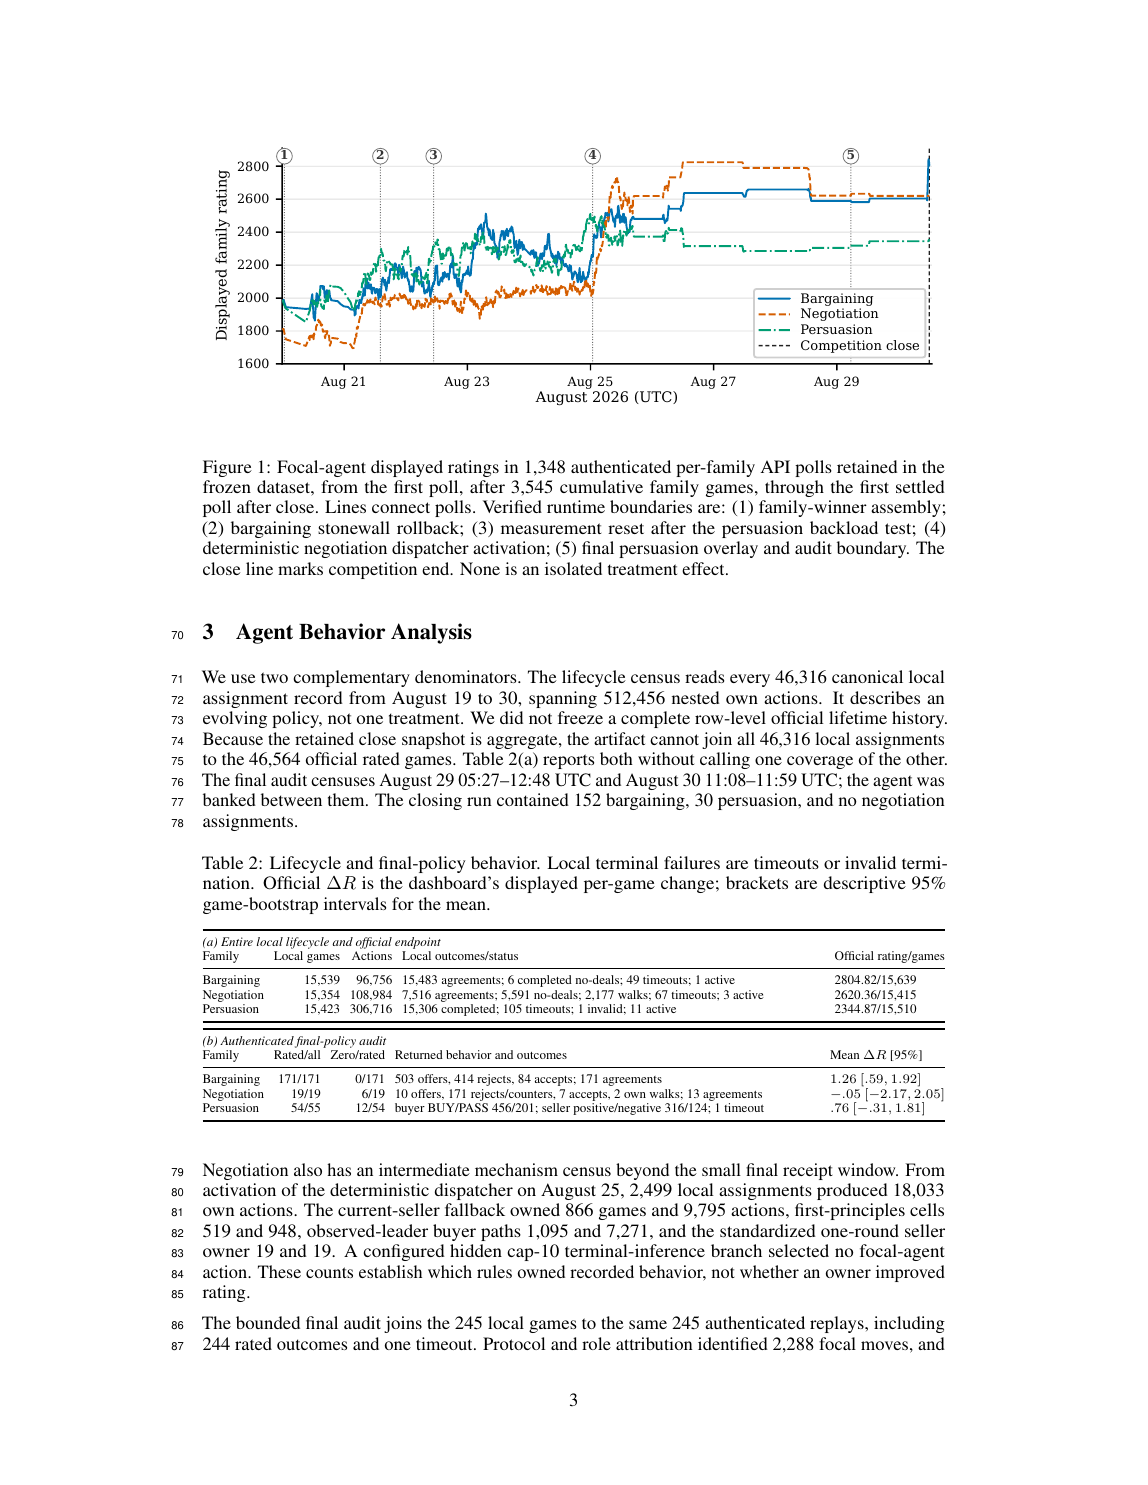 1 2 3 4 5
2800
2600
2400
2200
2000
1800
1600
Displayed family rating
Bargaining
Negotiation
Persuasion
Competition close
Aug 21 Aug 23 Aug 25 Aug 27 Aug 29
August 2026 (UTC)
Figure 1: Focal-agent displayed ratings in 1,348 authenticated per-family API polls retained in the
frozen dataset, from the first poll, after 3,545 cumulative family games, through the first settled
poll after close. Lines connect polls. Verified runtime boundaries are: (1) family-winner assembly;
(2) bargaining stonewall rollback; (3) measurement reset after the persuasion backload test; (4)
deterministic negotiation dispatcher activation; (5) final persuasion overlay and audit boundary. The
close line marks competition end. None is an isolated treatment effect.
70 3 Agent Behavior Analysis
71 We use two complementary denominators. The lifecycle census reads every 46,316 canonical local
72 assignment record from August 19 to 30, spanning 512,456 nested own actions. It describes an
73 evolving policy, not one treatment. We did not freeze a complete row-level official lifetime history.
74 Because the retained close snapshot is aggregate, the artifact cannot join all 46,316 local assignments
75 to the 46,564 official rated games. Table 2(a) reports both without calling one coverage of the other.
76 The final audit censuses August 29 05:27–12:48 UTC and August 30 11:08–11:59 UTC; the agent was
77 banked between them. The closing run contained 152 bargaining, 30 persuasion, and no negotiation
78 assignments.
Table 2: Lifecycle and final-policy behavior. Local terminal failures are timeouts or invalid termi-
nation. Official ΔR is the dashboard's displayed per-game change; brackets are descriptive 95%
game-bootstrap intervals for the mean.
(a) Entire local lifecycle and official endpoint
Family Local games Actions Local outcomes/status Official rating/games
Bargaining 15,539 96,756 15,483 agreements; 6 completed no-deals; 49 timeouts; 1 active 2804.82/15,639
Negotiation 15,354 108,984 7,516 agreements; 5,591 no-deals; 2,177 walks; 67 timeouts; 3 active 2620.36/15,415
Persuasion 15,423 306,716 15,306 completed; 105 timeouts; 1 invalid; 11 active 2344.87/15,510
(b) Authenticated final-policy audit
Family Rated/all Zero/rated Returned behavior and outcomes Mean ΔR [95%]
Bargaining 171/171 0/171 503 offers, 414 rejects, 84 accepts; 171 agreements 1.26 [.59, 1.92]
Negotiation 19/19 6/19 10 offers, 171 rejects/counters, 7 accepts, 2 own walks; 13 agreements −.05 [−2.17, 2.05]
Persuasion 54/55 12/54 buyer BUY/PASS 456/201; seller positive/negative 316/124; 1 timeout .76 [−.31, 1.81]
79 Negotiation also has an intermediate mechanism census beyond the small final receipt window. From
80 activation of the deterministic dispatcher on August 25, 2,499 local assignments produced 18,033
81 own actions. The current-seller fallback owned 866 games and 9,795 actions, first-principles cells
82 519 and 948, observed-leader buyer paths 1,095 and 7,271, and the standardized one-round seller
83 owner 19 and 19. A configured hidden cap-10 terminal-inference branch selected no focal-agent
84 action. These counts establish which rules owned recorded behavior, not whether an owner improved
85 rating.
86 The bounded final audit joins the 245 local games to the same 245 authenticated replays, including
87 244 rated outcomes and one timeout. Protocol and role attribution identified 2,288 focal moves, and
3